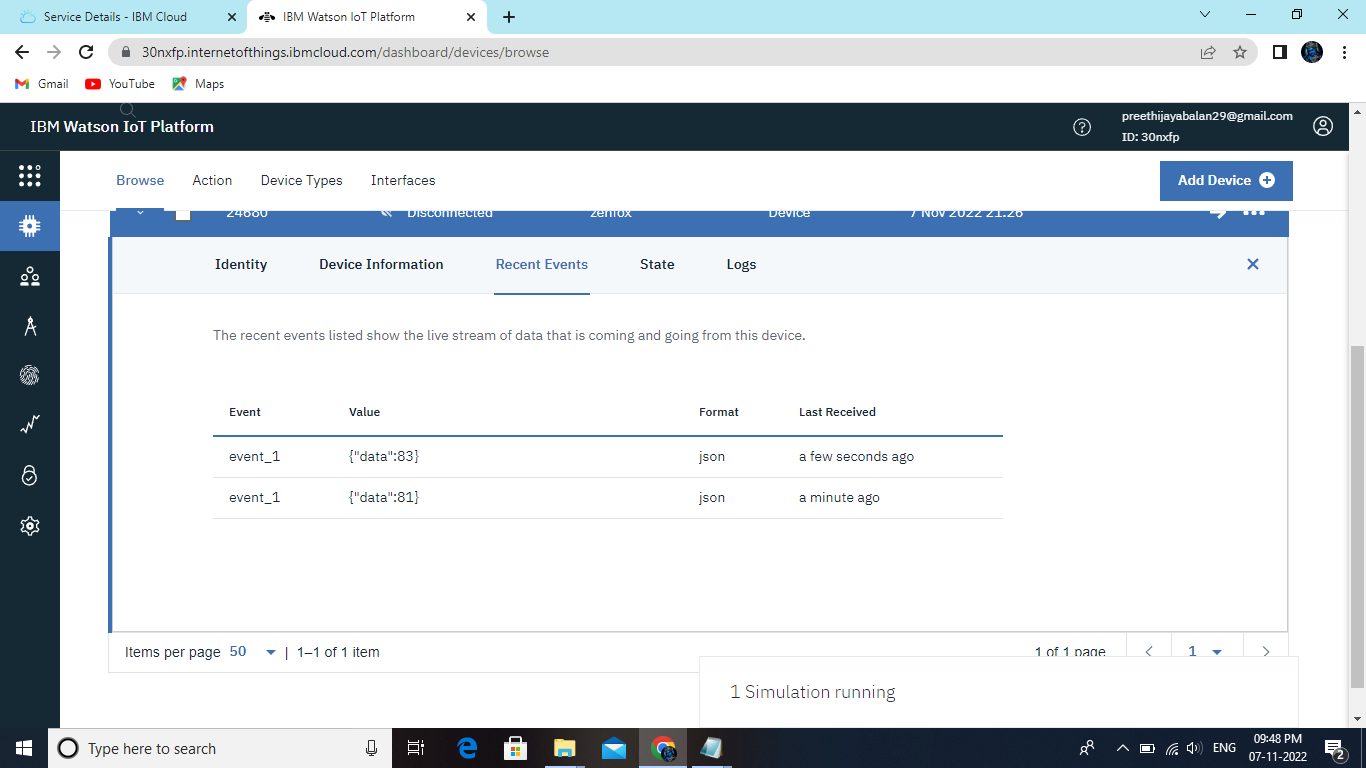 Service Details - IBM Cloud
IBM Watson IoT Platform
30nxfp.internetofthings.ibmcloud.com/dashboard/devices/browse
Gmail
YouTube
Maps
IBM Watson IoT Platform
preethijayabalan29@gmail.com
ID: 30nxfp
Browse
Action
Device Types
Interfaces
Add Device
24680 Disconnected zenfox Device 7 Nov 2022 21:26
Identity
Device Information
Recent Events
State
Logs
The recent events listed show the live stream of data that is coming and going from this device.
Event Value Format Last Received
event_1 {"data":83} json a few seconds ago
event_1 {"data":81} json a minute ago
Items per page 50 | 1–1 of 1 item
1 of 1 page
1
1 Simulation running
Type here to search
ENG
09:48 PM
07-11-2022
2